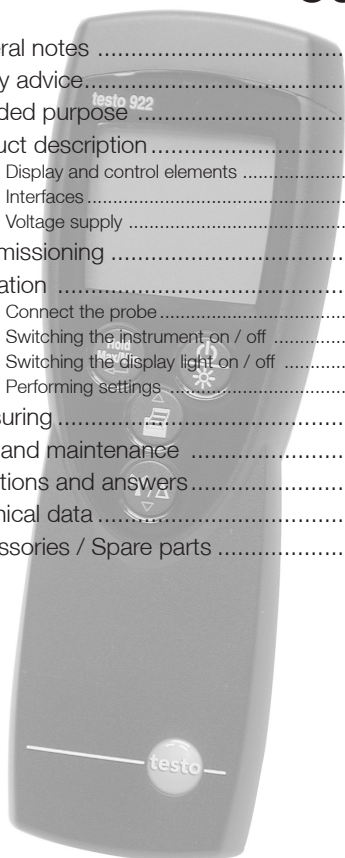 eral notes
y advice
testo 922
ded purpose
uct description
Display and control elements
Interfaces
Voltage supply
missioning
ation
Connect the probe
Switching the instrument on / off
Hold
Max/Min
Switching the display light on / off
Performing settings
suring
and maintenance
tions and answers
nical data
ssories / Spare parts
testo